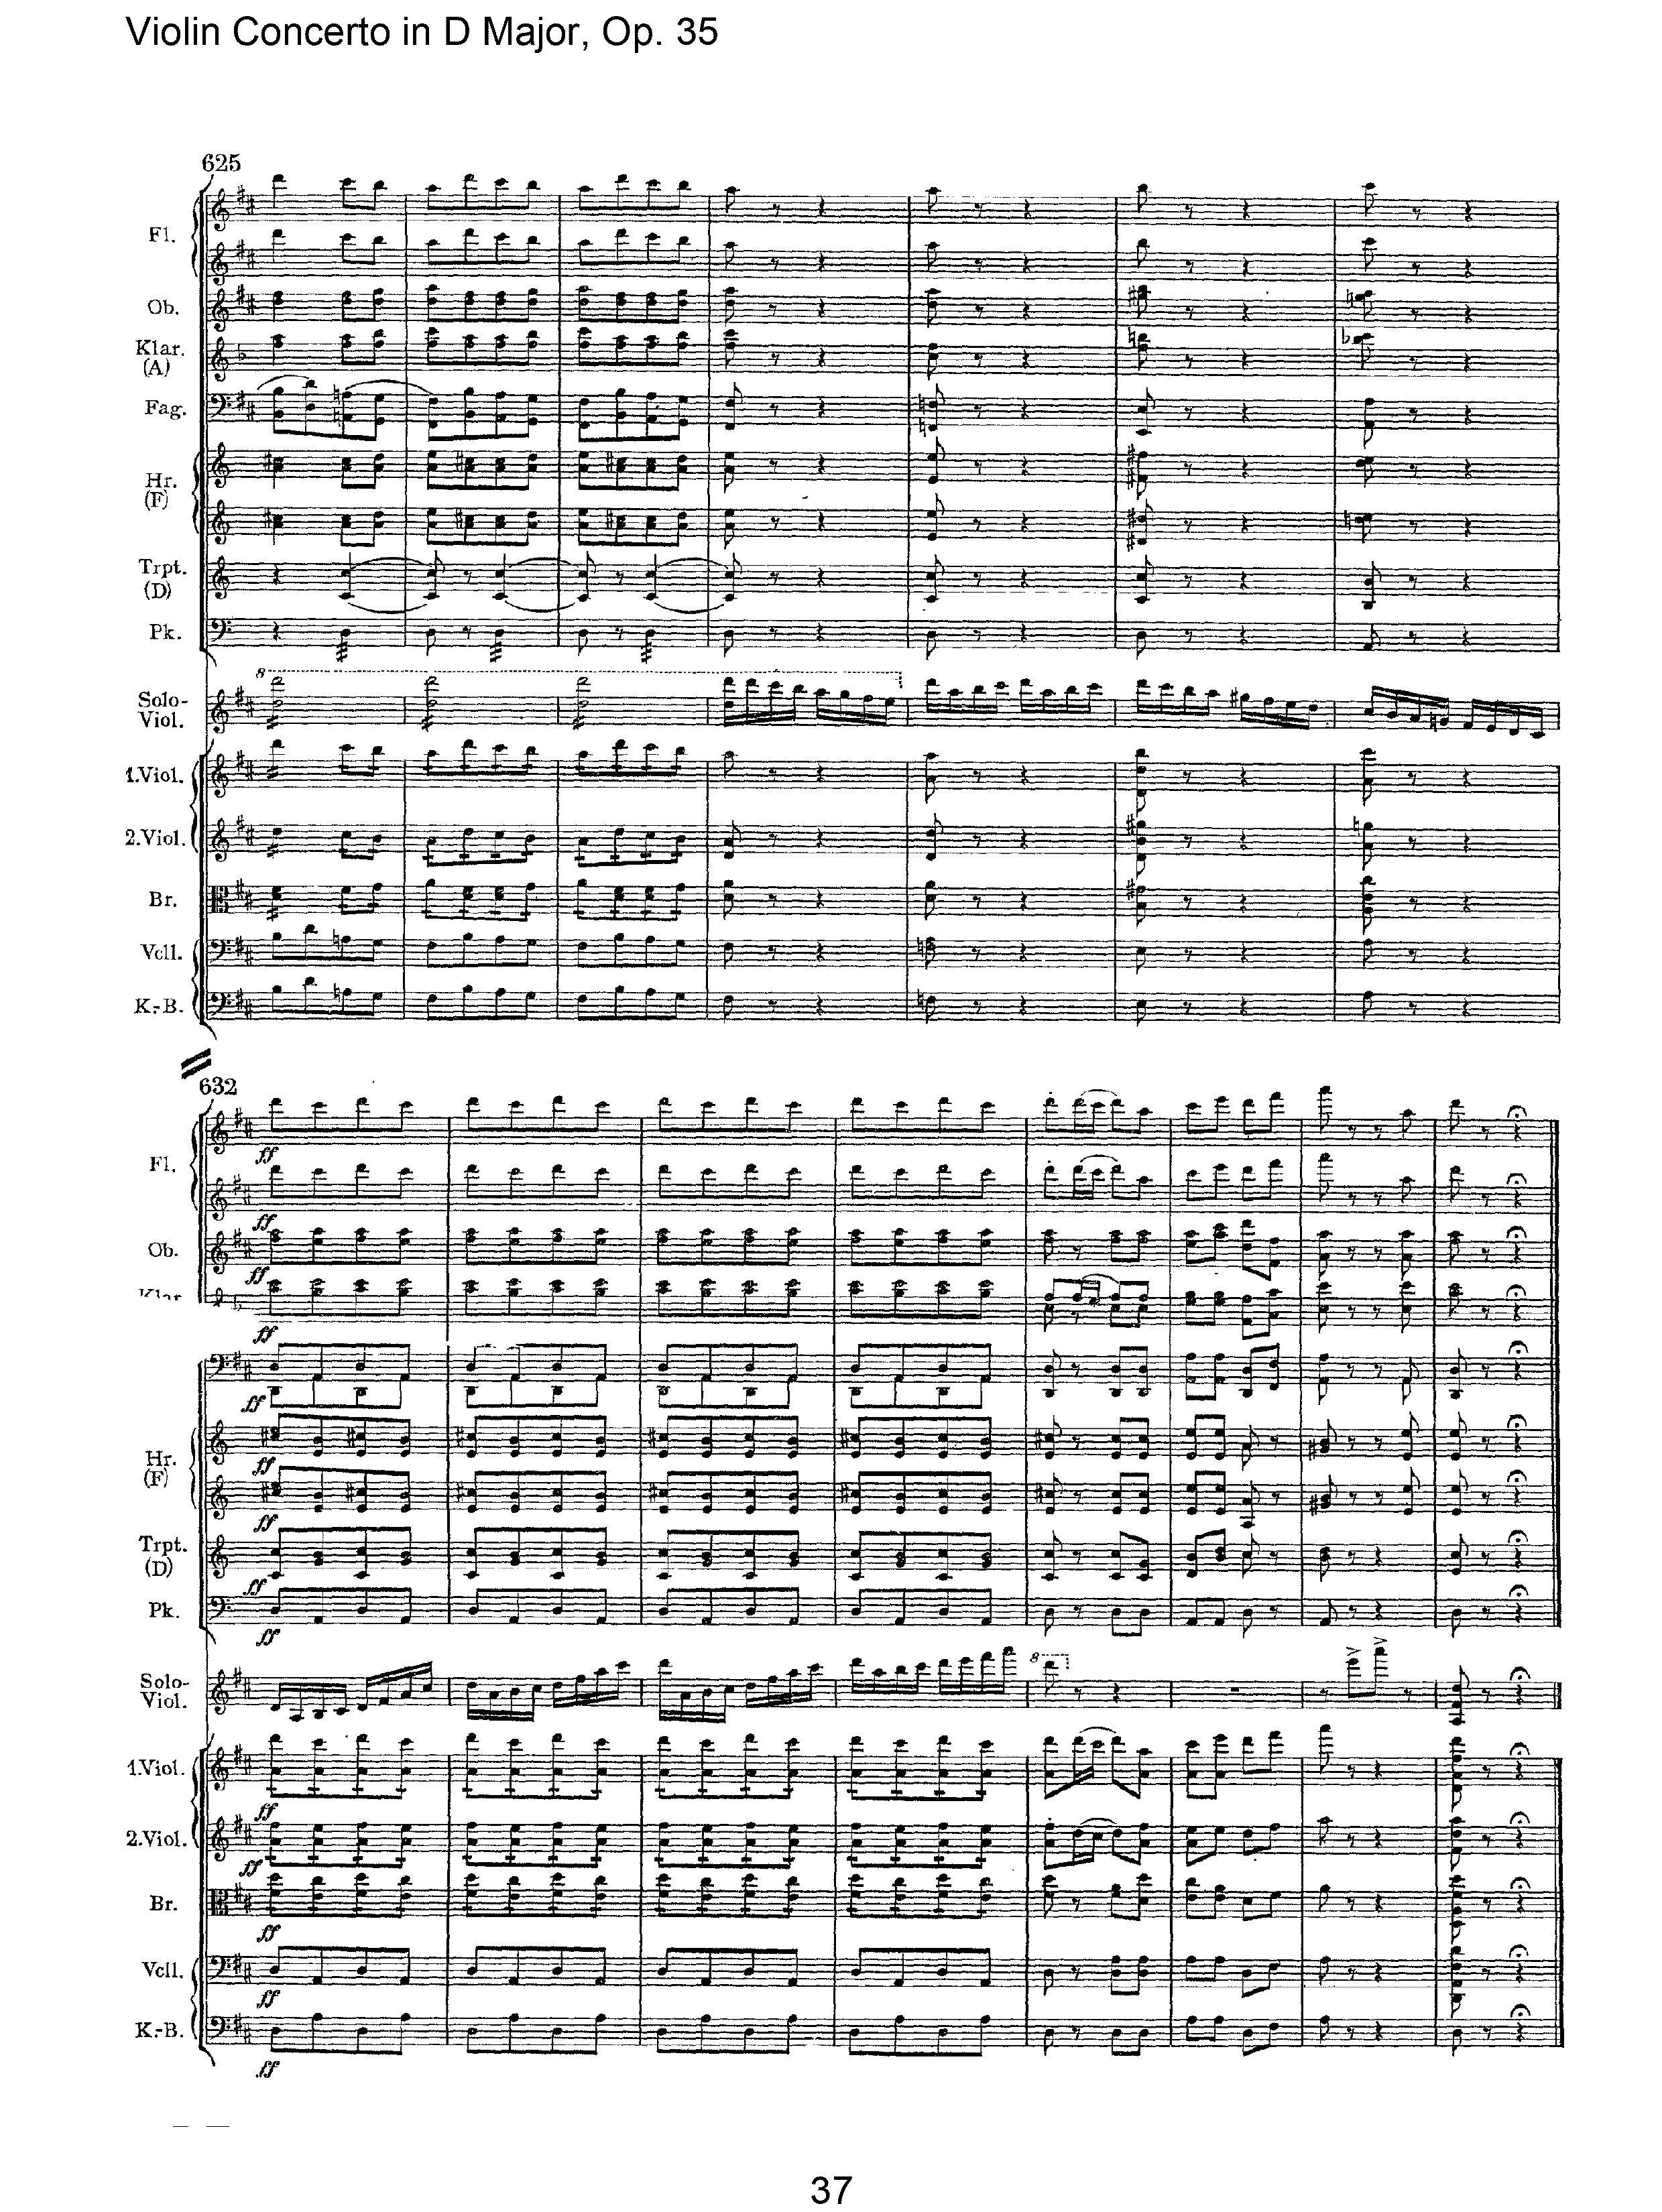 Violin Concerto in D Major, Op. 35
625
Fl.
Ob.
Klar.
(A)
Fag.
Hr.
(F)
Trpt.
(D)
Pk.
8
Solo-
Viol.
1.Viol.
2.Viol.
Br.
Vcll.
K.-B.
632
ff
Fl.
ff
Ob.
ff
ff
ff
ff
Hr.
(F)
ff
Trpt.
(D)
ff
Pk.
ff
8
Solo-
Viol.
1.Viol.
ff
2.Viol.
ff
Br.
ff
Vcll.
ff
K.-B.
ff
37